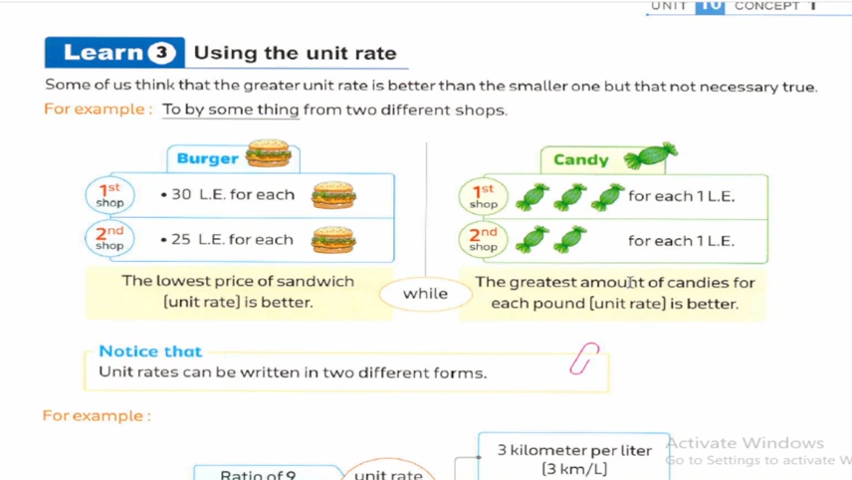 UNIT 10 CONCEPT 1
Learn 3 Using the unit rate
Some of us think that the greater unit rate is better than the smaller one but that not necessary true.
For example : To by some thing from two different shops.
Burger
1st shop
• 30 L.E. for each
2nd shop
• 25 L.E. for each
The lowest price of sandwich
[unit rate] is better.
while
Candy
1st shop
for each 1 L.E.
2nd shop
for each 1 L.E.
The greatest amount of candies for
each pound [unit rate] is better.
Notice that
Unit rates can be written in two different forms.
For example :
Ratio of 9
unit rate
3 kilometer per liter
[3 km/L]
Activate Windows
Go to Settings to activate W